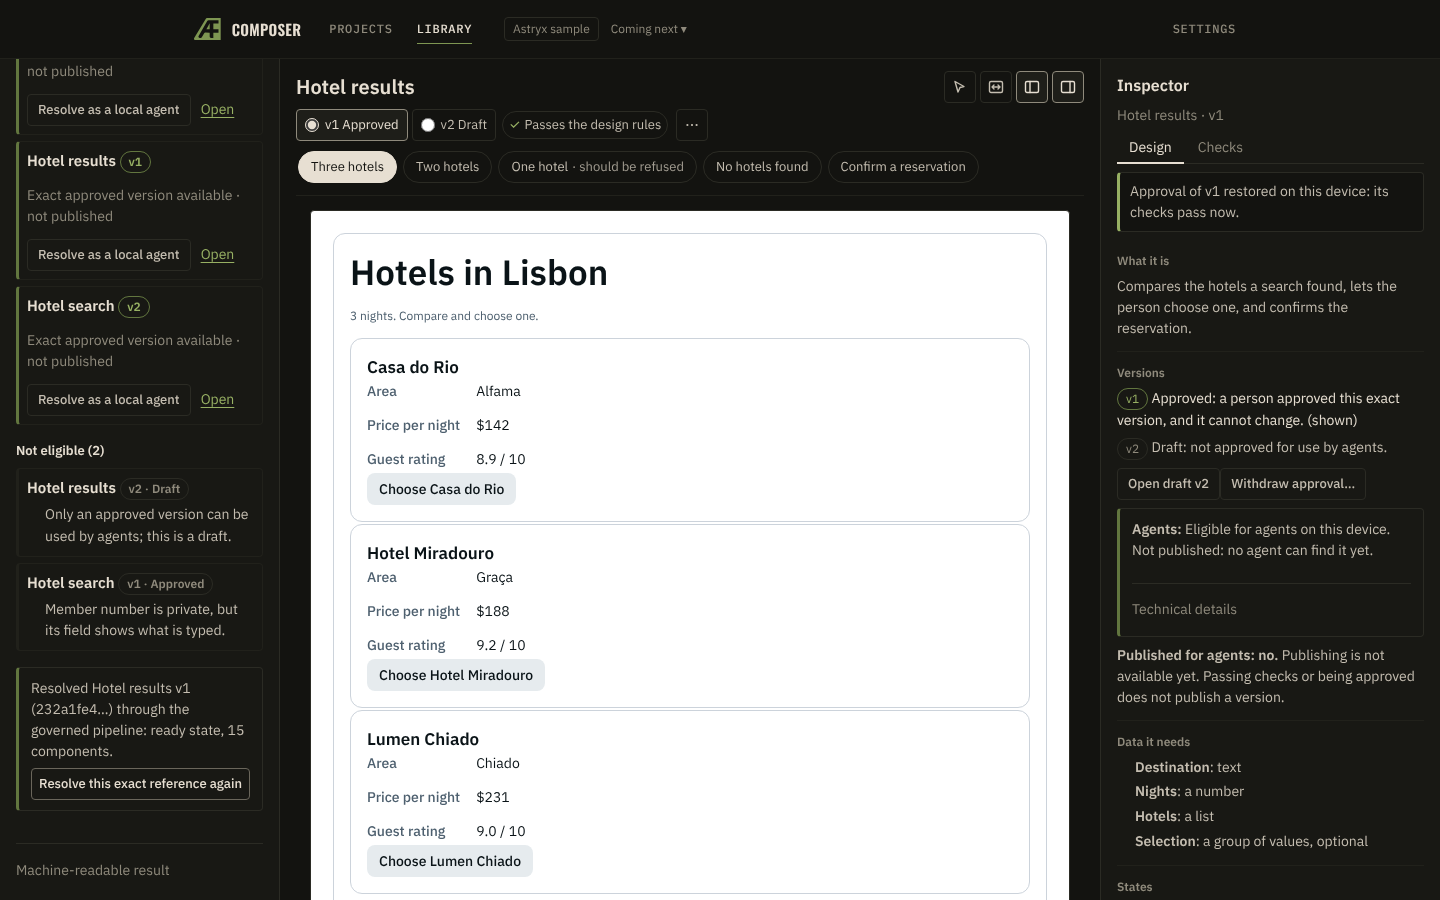 COMPOSER
PROJECTS
LIBRARY
Astryx sample
Coming next ▾
SETTINGS
not published
Resolve as a local agent
Open
Hotel results v1
Exact approved version available ·
not published
Resolve as a local agent
Open
Hotel search v2
Exact approved version available ·
not published
Resolve as a local agent
Open
Not eligible (2)
Hotel results v2 · Draft
Only an approved version can be
used by agents; this is a draft.
Hotel search v1 · Approved
Member number is private, but
its field shows what is typed.
Resolved Hotel results v1
(232a1fe4…) through the
governed pipeline: ready state, 15
components.
Resolve this exact reference again
Machine-readable result
Hotel results
v1 Approved
v2 Draft
✓ Passes the design rules
···
Three hotels
Two hotels
One hotel · should be refused
No hotels found
Confirm a reservation
Hotels in Lisbon
3 nights. Compare and choose one.
Casa do Rio
Area Alfama
Price per night $142
Guest rating 8.9 / 10
Choose Casa do Rio
Hotel Miradouro
Area Graça
Price per night $188
Guest rating 9.2 / 10
Choose Hotel Miradouro
Lumen Chiado
Area Chiado
Price per night $231
Guest rating 9.0 / 10
Choose Lumen Chiado
Inspector
Hotel results · v1
Design
Checks
Approval of v1 restored on this device: its
checks pass now.
What it is
Compares the hotels a search found, lets the
person choose one, and confirms the
reservation.
Versions
v1 Approved: a person approved this exact
version, and it cannot change. (shown)
v2 Draft: not approved for use by agents.
Open draft v2
Withdraw approval…
Agents: Eligible for agents on this device.
Not published: no agent can find it yet.
Technical details
Published for agents: no. Publishing is not
available yet. Passing checks or being approved
does not publish a version.
Data it needs
Destination: text
Nights: a number
Hotels: a list
Selection: a group of values, optional
States